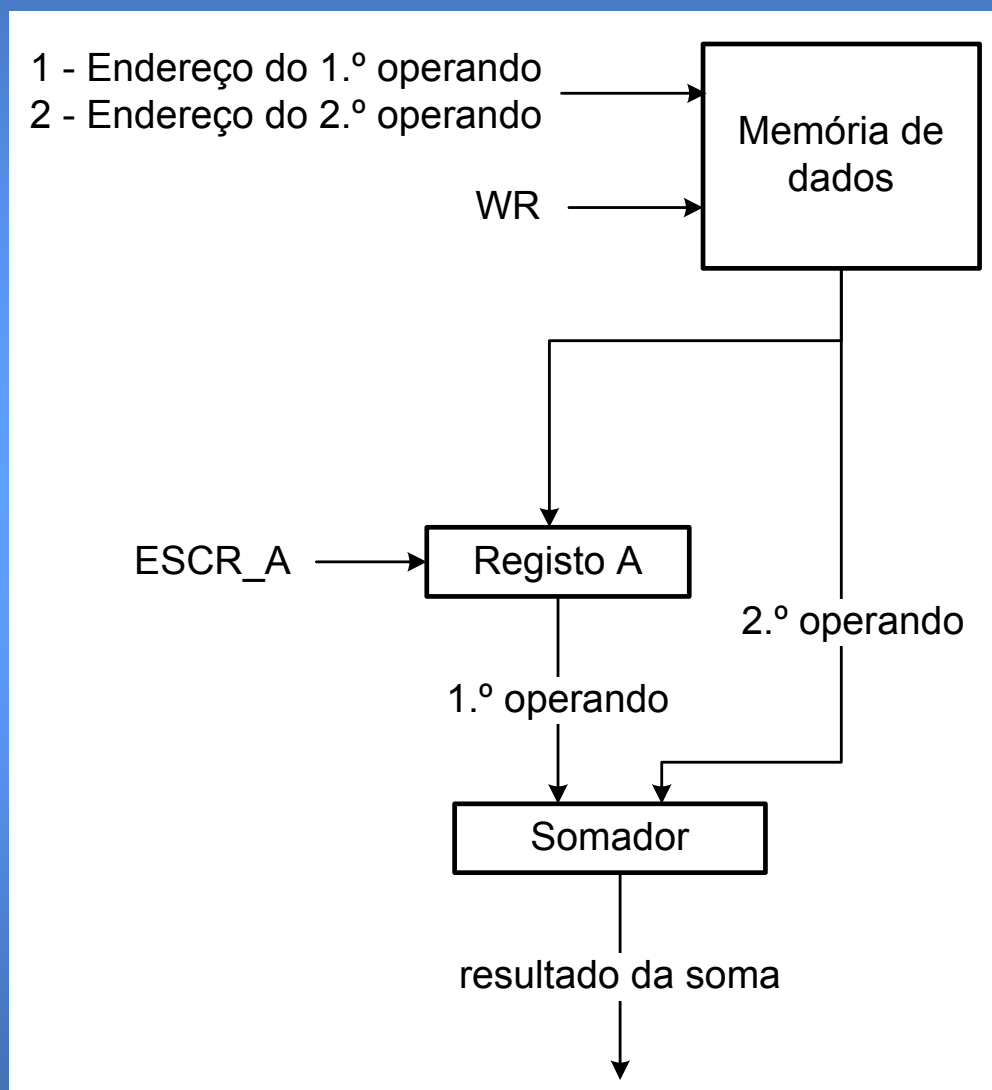 1 - Endereço do 1.º operando
2 - Endereço do 2.º operando
Memória de
dados
WR
ESCR_A
Registo A
2.º operando
1.º operando
Somador
resultado da soma